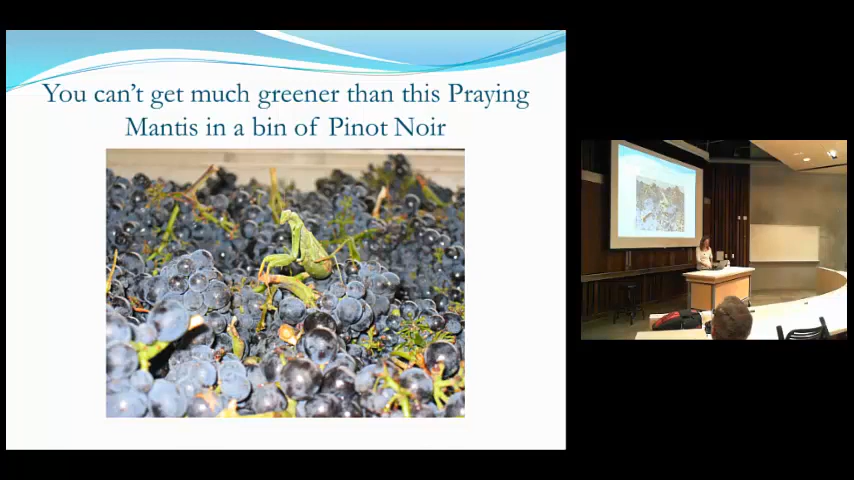 You can't get much greener than this Praying
Mantis in a bin of Pinot Noir